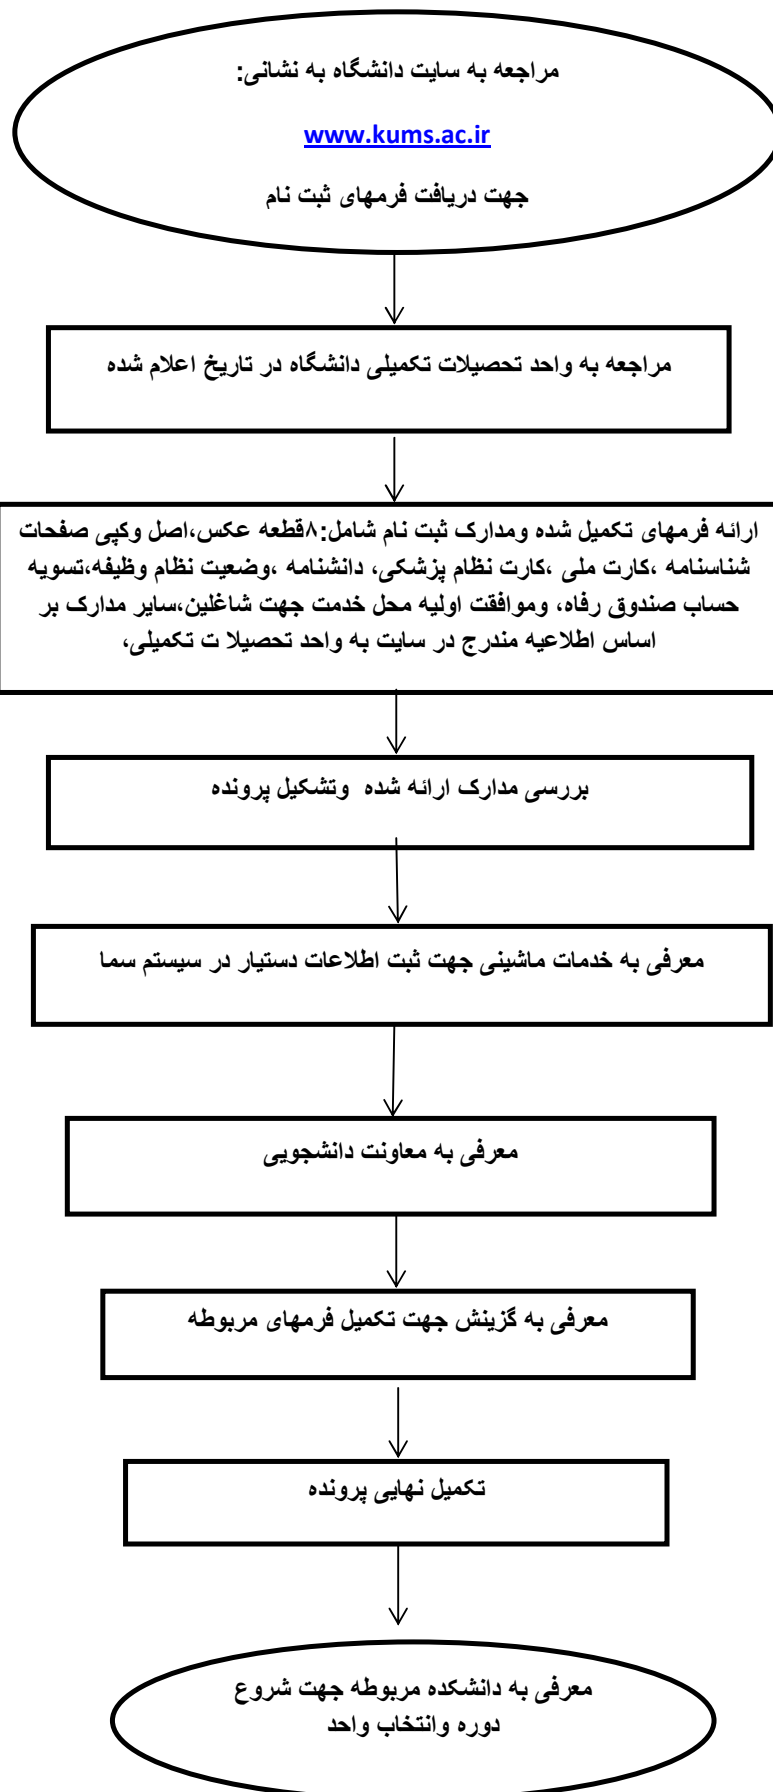 مراجعه به سایت دانشگاه به نشانی:
www.kums.ac.ir
جهت دریافت فرمهای ثبت نام
مراجعه به واحد تحصیلات تکمیلی دانشگاه در تاریخ اعلام شده
ارائه فرمهای تکمیل شده ومدارک ثبت نام شامل:۸قطعه عکس،اصل وکپی صفحات
شناسنامه ،کارت ملی ،کارت نظام پزشکی، دانشنامه ،وضعیت نظام وظیفه،تسویه
حساب صندوق رفاه، وموافقت اولیه محل خدمت جهت شاغلین،سایر مدارک بر
اساس اطلاعیه مندرج در سایت به واحد تحصیلا ت تکمیلی،
بررسی مدارک ارائه شده وتشکیل پرونده
معرفی به خدمات ماشینی جهت ثبت اطلاعات دستیار در سیستم سما
معرفی به معاونت دانشجویی
معرفی به گزینش جهت تکمیل فرمهای مربوطه
تکمیل نهایی پرونده
معرفی به دانشکده مربوطه جهت شروع
دوره وانتخاب واحد